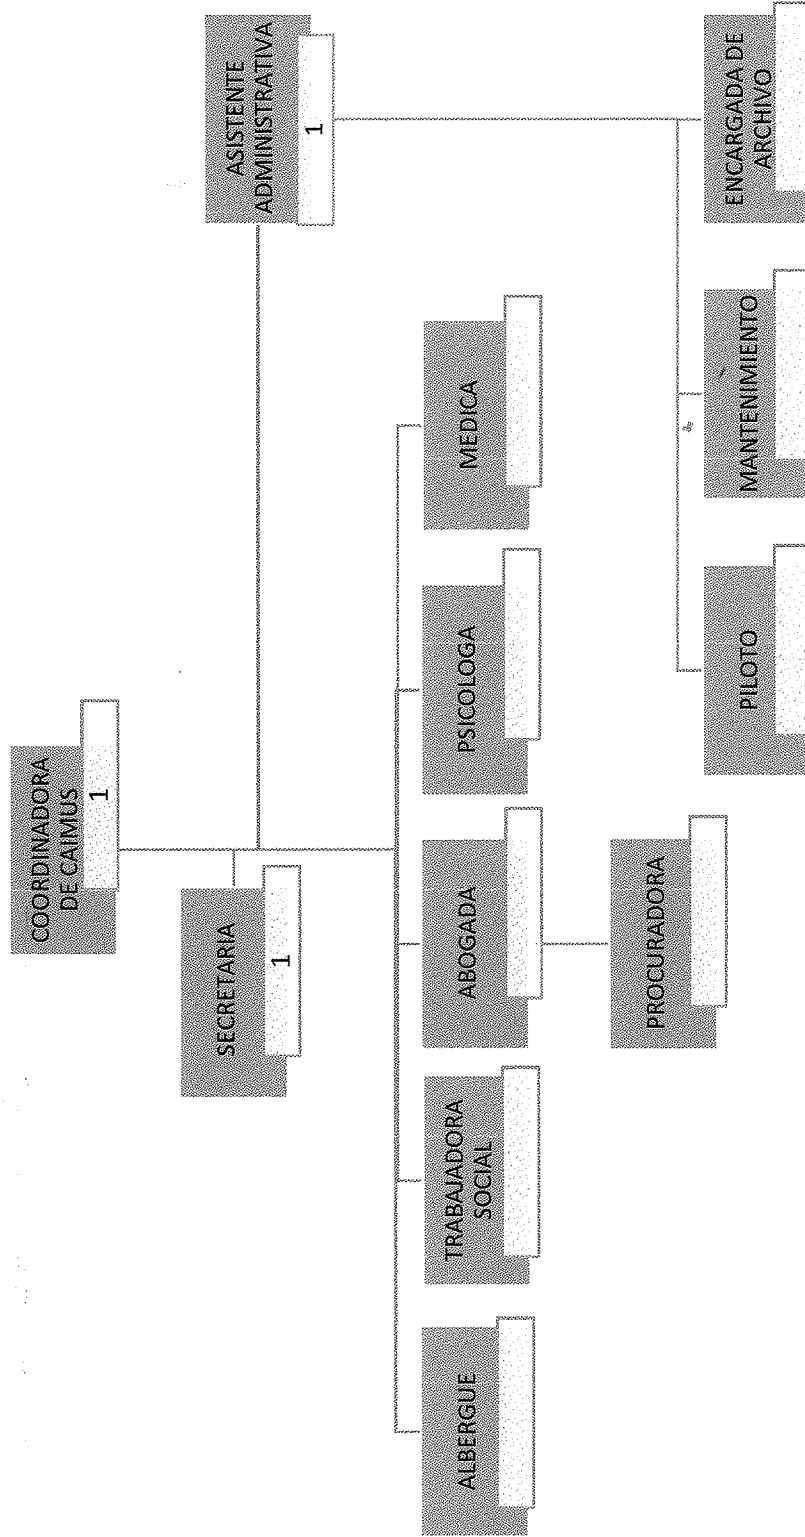 COORDINADORA
DE CAIMUS
1
SECRETARIA
1
ASISTENTE
ADMINISTRATIVA
1
ALBERGUE
TRABAJADORA
SOCIAL
ABOGADA
PSICOLOGA
MEDICA
PROCURADORA
PILOTO
MANTENIMIENTO
ENCARGADA DE
ARCHIVO